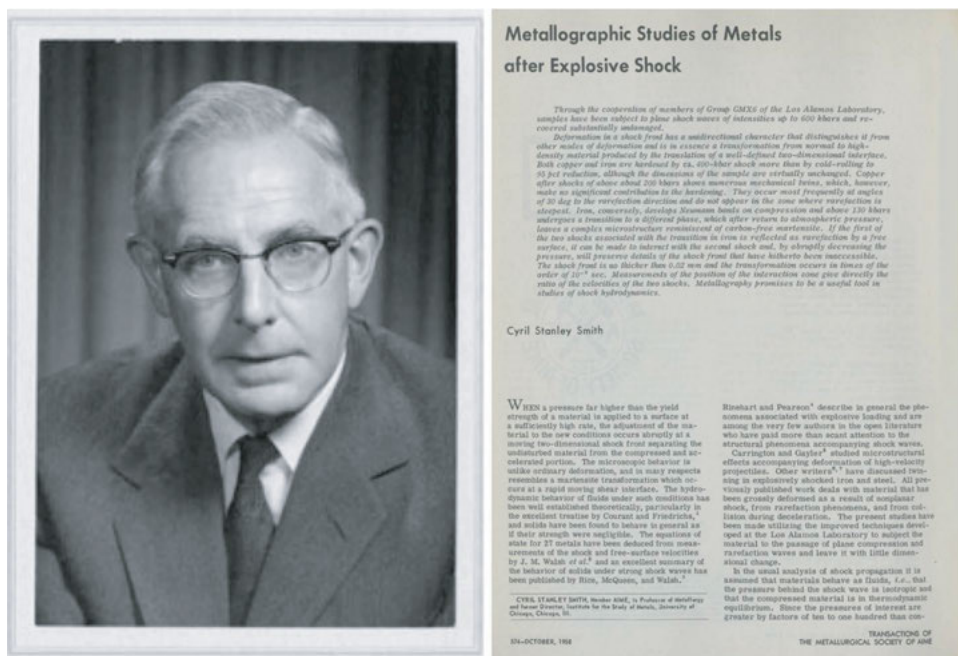 Metallographic Studies of Metals
after Explosive Shock
Through the cooperation of members of Group GMX6 of the Los Alamos Laboratory,
samples have been subject to plane shock waves of intensities up to 600 kbars and re-
covered substantially undamaged.
Deformation in a shock front has a unidirectional character that distinguishes it from
other modes of deformation and is in essence a transformation from normal to high-
density material produced by the translation of a well-defined two-dimensional interface.
Both copper and iron are hardened by ca. 400-kbar shock more than by cold-rolling to
95 pct reduction, although the dimensions of the sample are virtually unchanged. Copper
after shocks of above about 200 kbars shows numerous mechanical twins, which, however,
make no significant contribution to the hardening. They occur most frequently at angles
of 30 deg to the rarefaction direction and do not appear in the zone where rarefaction is
steepest. Iron, conversely, develops Neumann bands on compression and above 130 kbars
undergoes a transition to a different phase, which after return to atmospheric pressure,
leaves a complex microstructure reminiscent of carbon-free martensite. If the first of
the two shocks associated with the transition in iron is reflected as rarefaction by a free
surface, it can be made to interact with the second shock and, by abruptly decreasing the
pressure, will preserve details of the shock front that have hitherto been inaccessible.
The shock front is no thicker than 0.02 mm and the transformation occurs in times of the
order of sec. Measurements of the position of the interaction zone give directly the
ratio of the velocities of the two shocks. Metallography promises to be a useful tool in
studies of shock hydrodynamics.
Cyril Stanley Smith
WHEN a pressure far higher than the yield
strength of a material is applied to a surface at
a sufficiently high rate, the adjustment of the ma-
terial to the new conditions occurs abruptly at a
moving two-dimensional shock front separating the
undisturbed material from the compressed and ac-
celerated portion. The microscopic behavior is
unlike ordinary deformation, and in many respects
resembles a martensite transformation which oc-
curs at a rapid moving shear interface. The hydro-
dynamic behavior of fluids under such conditions has
been well established theoretically, particularly in
the excellent treatise by Courant and Friedrichs,¹
and solids have been found to behave in general as
if their strength were negligible. The equations of
state for 27 metals have been deduced from meas-
urements of the shock and free-surface velocities
by J. M. Walsh et al.² and an excellent summary of
the behavior of solids under strong shock waves has
been published by Rice, McQueen, and Walsh.³
CYRIL STANLEY SMITH, Member AIME, is Professor of Metallurgy
and former Director, Institute for the Study of Metals, University of
Chicago, Chicago, Ill.
Rinehart and Pearson⁴ describe in general the phe-
nomena associated with explosive loading and are
among the very few authors in the open literature
who have paid more than scant attention to the
structural phenomena accompanying shock waves.
Carrington and Gayler⁵ studied microstructural
effects accompanying deformation of high-velocity
projectiles. Other writers⁶,⁷ have discussed twin-
ning in explosively shocked iron and steel. All pre-
viously published work deals with material that has
been grossly deformed as a result of nonplanar
shock, from rarefaction phenomena, and from col-
lision during deceleration. The present studies have
been made utilizing the improved techniques devel-
oped at the Los Alamos Laboratory to subject the
material to the passage of plane compression and
rarefaction waves and leave it with little dimen-
sional change.
In the usual analysis of shock propagation it is
assumed that materials behave as fluids, i.e., that
the pressure behind the shock wave is isotropic and
that the compressed material is in thermodynamic
equilibrium. Since the pressures of interest are
greater by factors of ten to one hundred than con-
574–OCTOBER, 1958
TRANSACTIONS OF
THE METALLURGICAL SOCIETY OF AIME